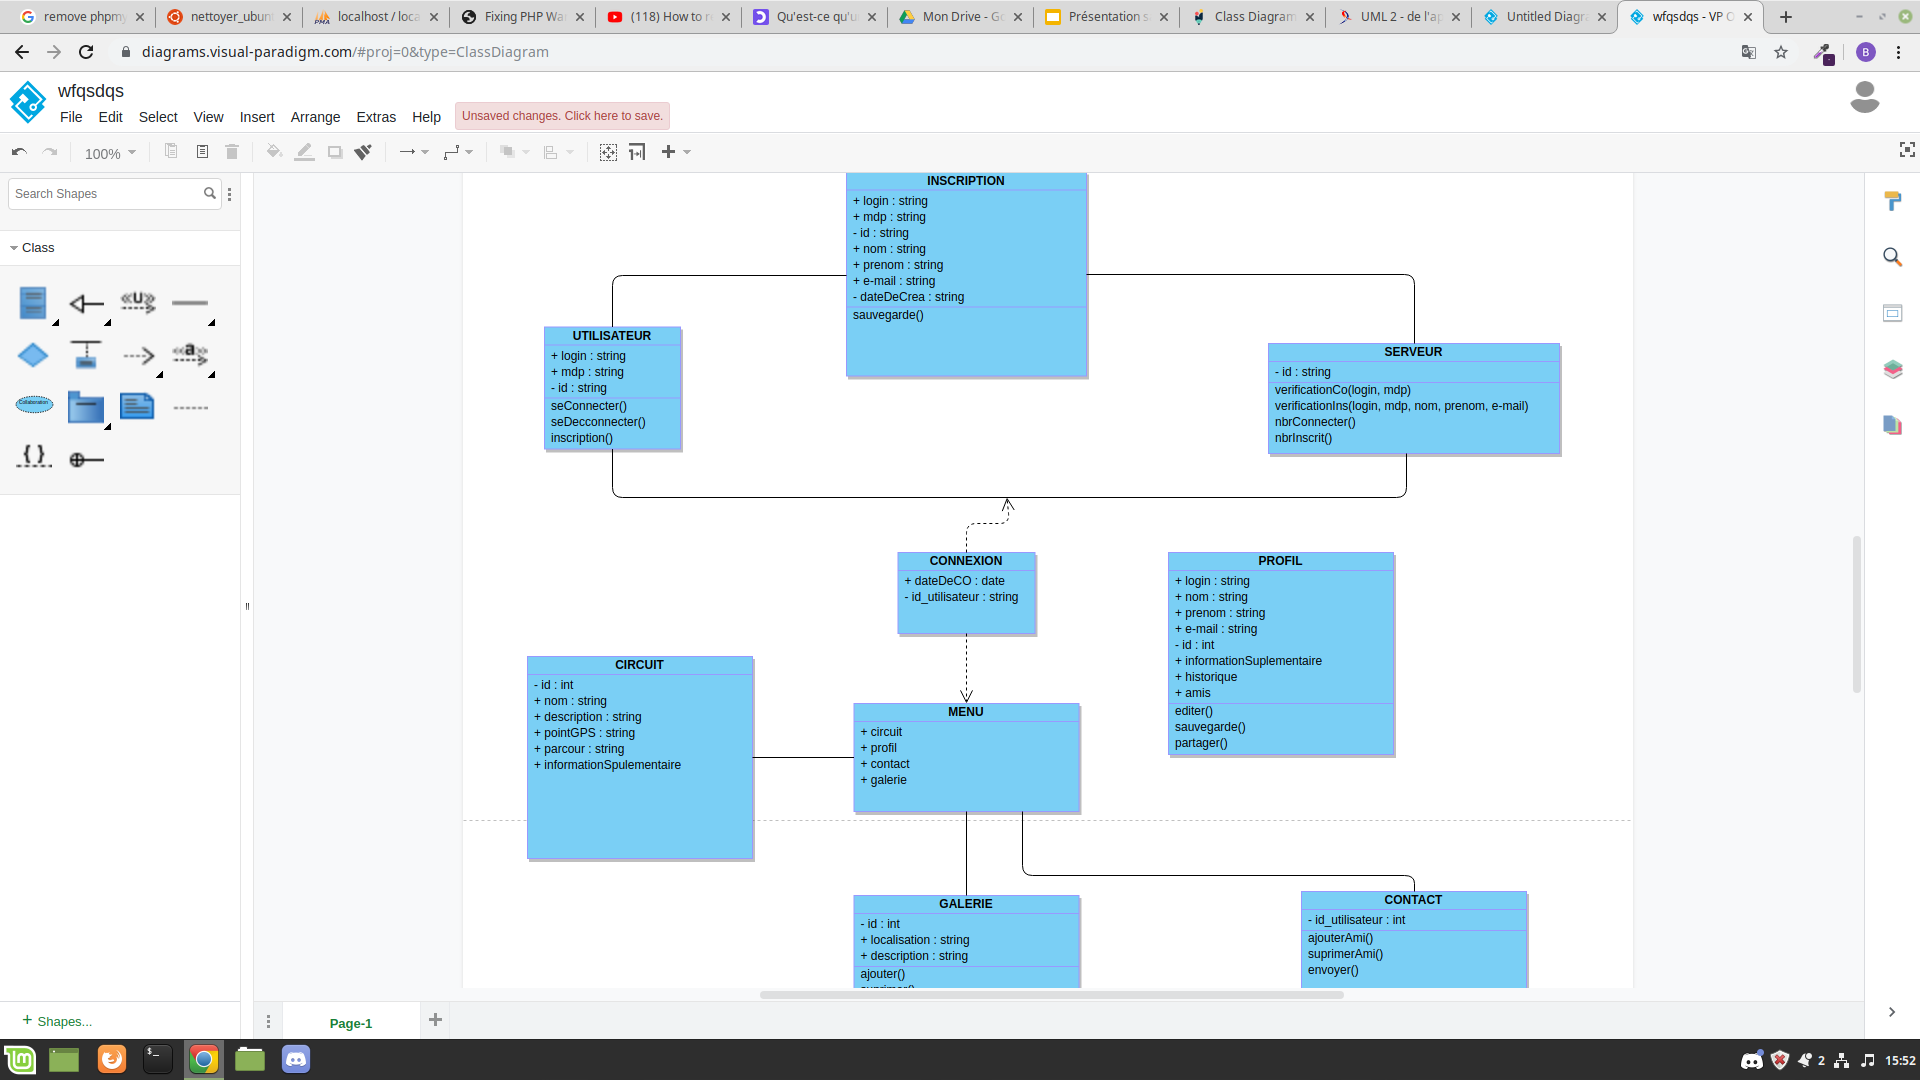 remove phpmy
nettoyer_ubun
localhost / loca
Fixing PHP Wa
(118) How to r
Qu'est-ce qu'u
Mon Drive - Go
Présentation s
Class Diagram
UML 2 - de l'ap
Untitled Diagr
wfqsdqs - VP O
diagrams.visual-paradigm.com/#proj=0&type=ClassDiagram
B
wfqsdqs
File Edit Select View Insert Arrange Extras Help
Unsaved changes. Click here to save.
100%
Search Shapes
Class
<<U>>
<<a>>
Collaboration
{ }
+ Shapes...
INSCRIPTION
+ login : string
+ mdp : string
- id : string
+ nom : string
+ prenom : string
+ e-mail : string
- dateDeCrea : string
sauvegarde()
UTILISATEUR
+ login : string
+ mdp : string
- id : string
seConnecter()
seDecconnecter()
inscription()
SERVEUR
- id : string
verificationCo(login, mdp)
verificationIns(login, mdp, nom, prenom, e-mail)
nbrConnecter()
nbrInscrit()
CONNEXION
+ dateDeCO : date
- id_utilisateur : string
PROFIL
+ login : string
+ nom : string
+ prenom : string
+ e-mail : string
- id : int
+ informationSuplementaire
+ historique
+ amis
editer()
sauvegarde()
partager()
CIRCUIT
- id : int
+ nom : string
+ description : string
+ pointGPS : string
+ parcour : string
+ informationSpulementaire
MENU
+ circuit
+ profil
+ contact
+ galerie
GALERIE
- id : int
+ localisation : string
+ description : string
ajouter()
CONTACT
- id_utilisateur : int
ajouterAmi()
suprimerAmi()
envoyer()
Page-1
2
15:52